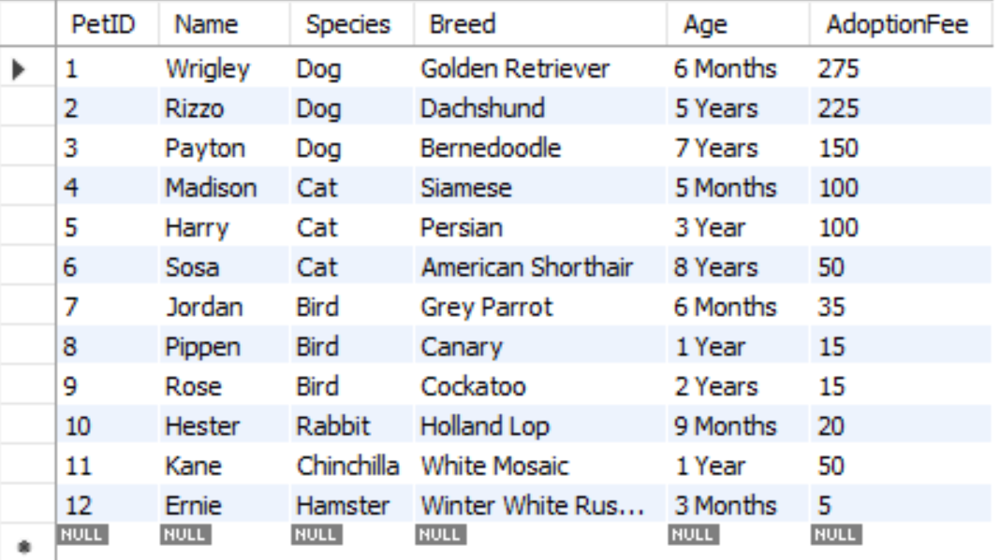 PetID Name Species Breed Age AdoptionFee
1 Wrigley Dog Golden Retriever 6 Months 275
2 Rizzo Dog Dachshund 5 Years 225
3 Payton Dog Bernedoodle 7 Years 150
4 Madison Cat Siamese 5 Months 100
5 Harry Cat Persian 3 Year 100
6 Sosa Cat American Shorthair 8 Years 50
7 Jordan Bird Grey Parrot 6 Months 35
8 Pippen Bird Canary 1 Year 15
9 Rose Bird Cockatoo 2 Years 15
10 Hester Rabbit Holland Lop 9 Months 20
11 Kane Chinchilla White Mosaic 1 Year 50
12 Ernie Hamster Winter White Rus... 3 Months 5
NULL NULL NULL NULL NULL NULL